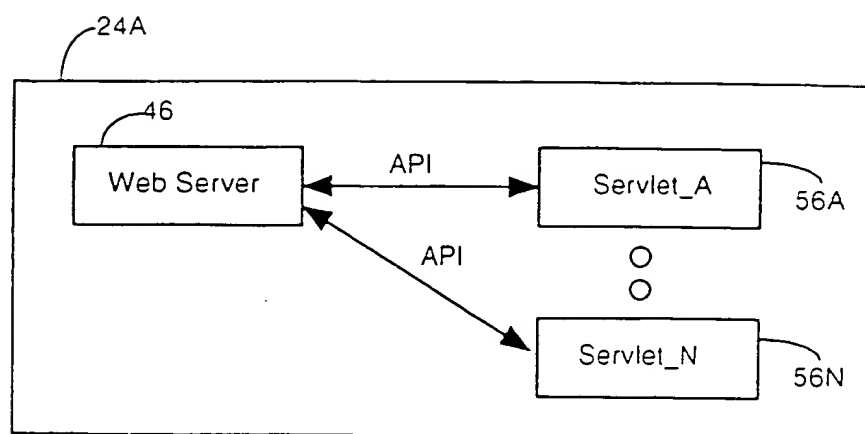 24A
46
Web Server
API
Servlet_A
56A
API
Servlet_N
56N